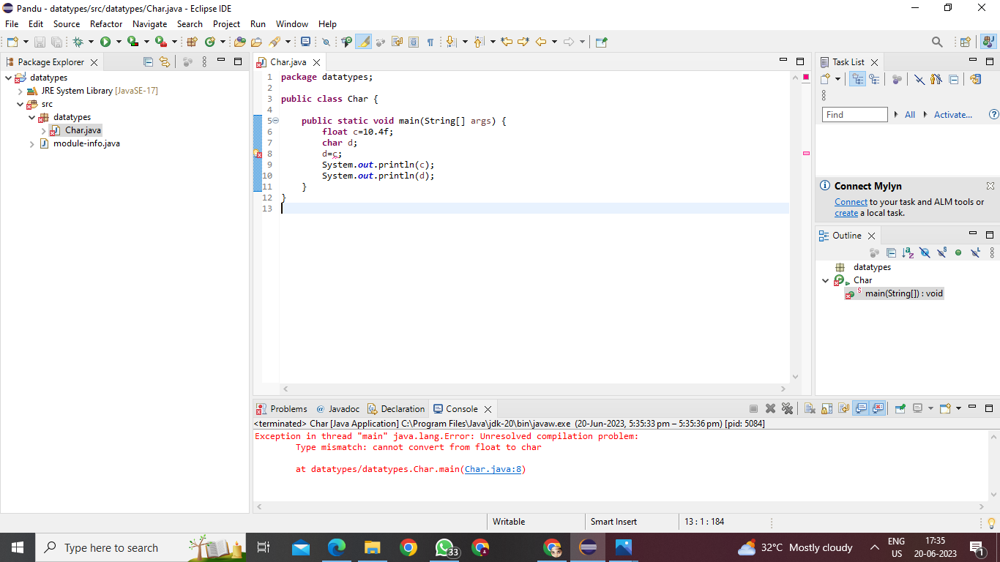 Pandu - datatypes/src/datatypes/Char.java - Eclipse IDE
File Edit Source Refactor Navigate Search Project Run Window Help
Package Explorer
datatypes
JRE System Library [JavaSE-17]
src
datatypes
Char.java
module-info.java
Char.java
1 package datatypes;
2
3 public class Char {
4
5 public static void main(String[] args) {
6 float c=10.4f;
7 char d;
8 d=c;
9 System.out.println(c);
10 System.out.println(d);
11 }
12 }
13
Task List
Find All Activate...
Connect Mylyn
Connect to your task and ALM tools or
create a local task.
Outline
datatypes
Char
main(String[]) : void
Problems @ Javadoc Declaration Console
<terminated> Char [Java Application] C:\Program Files\Java\jdk-20\bin\javaw.exe (20-Jun-2023, 5:35:33 pm – 5:35:36 pm) [pid: 5084]
Exception in thread "main" java.lang.Error: Unresolved compilation problem:
Type mismatch: cannot convert from float to char
at datatypes/datatypes.Char.main(Char.java:8)
Writable Smart Insert 13 : 1 : 184
Type here to search
33
32°C Mostly cloudy
ENG
US
17:35
20-06-2023
1